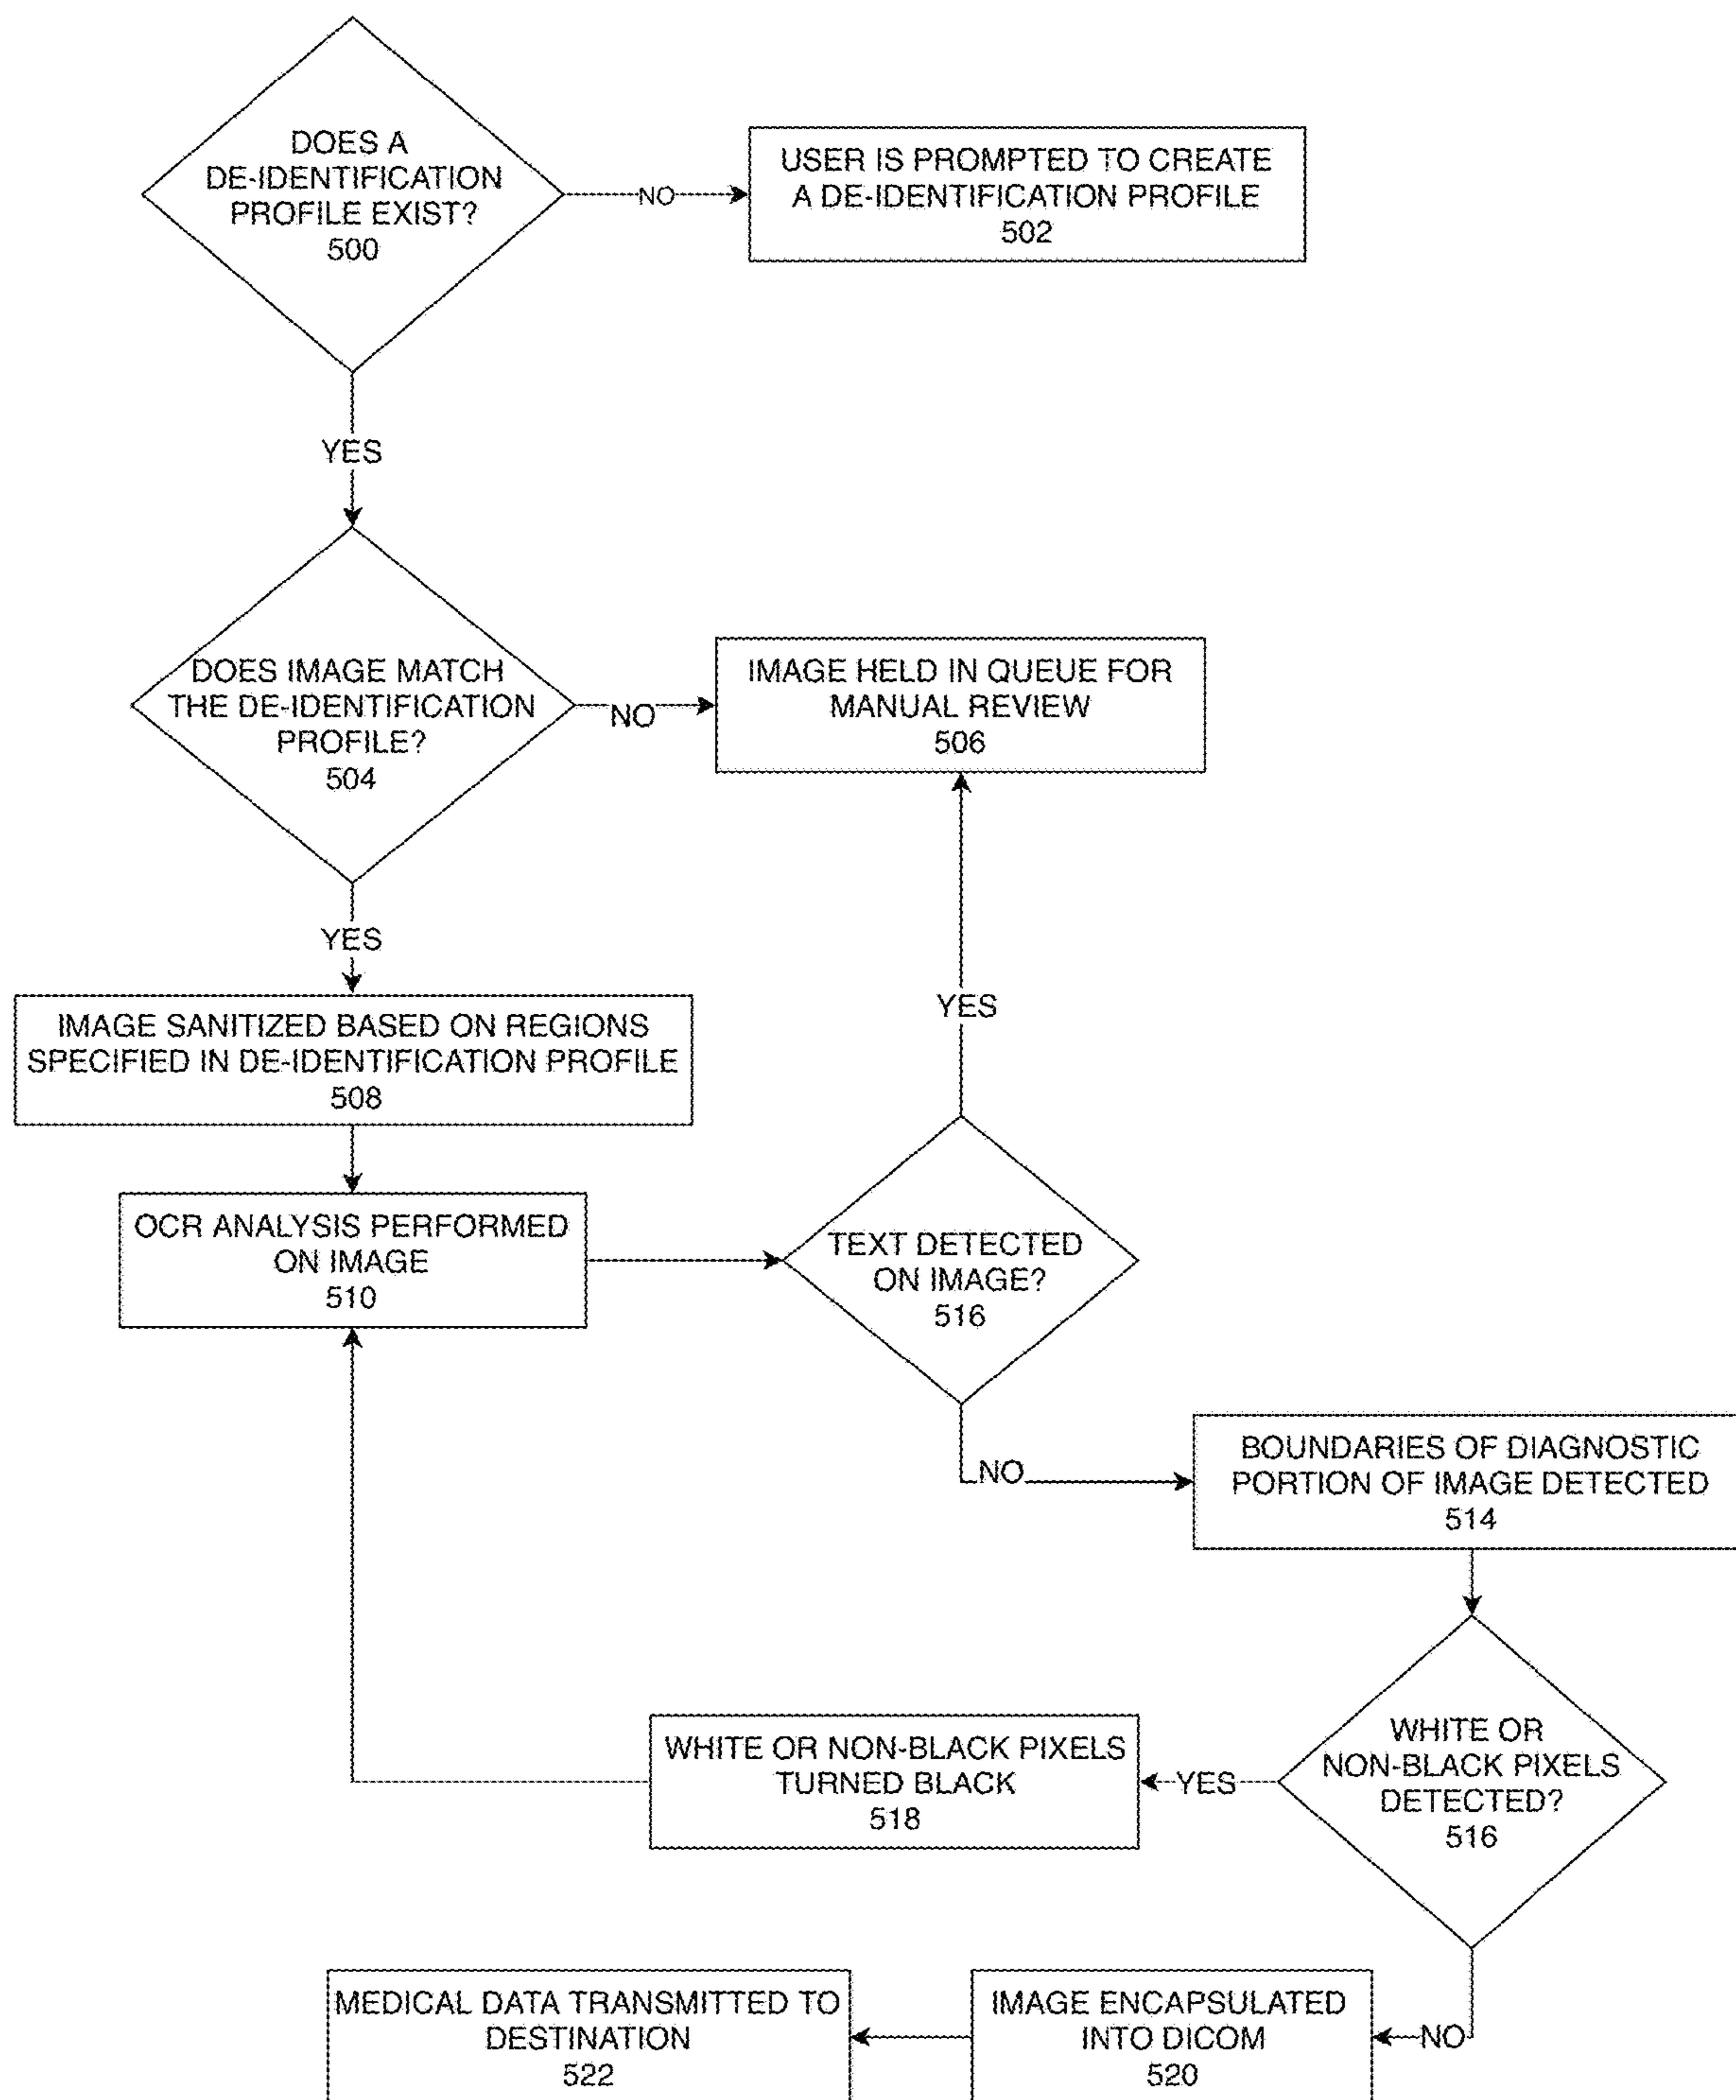 DOES A
DE-IDENTIFICATION
PROFILE EXIST?
500
NO
USER IS PROMPTED TO CREATE
A DE-IDENTIFICATION PROFILE
502
YES
DOES IMAGE MATCH
THE DE-IDENTIFICATION
PROFILE?
504
NO
IMAGE HELD IN QUEUE FOR
MANUAL REVIEW
506
YES
IMAGE SANITIZED BASED ON REGIONS
SPECIFIED IN DE-IDENTIFICATION PROFILE
508
YES
OCR ANALYSIS PERFORMED
ON IMAGE
510
TEXT DETECTED
ON IMAGE?
516
NO
BOUNDARIES OF DIAGNOSTIC
PORTION OF IMAGE DETECTED
514
WHITE OR
NON-BLACK PIXELS
DETECTED?
516
YES
WHITE OR NON-BLACK PIXELS
TURNED BLACK
518
NO
IMAGE ENCAPSULATED
INTO DICOM
520
MEDICAL DATA TRANSMITTED TO
DESTINATION
522